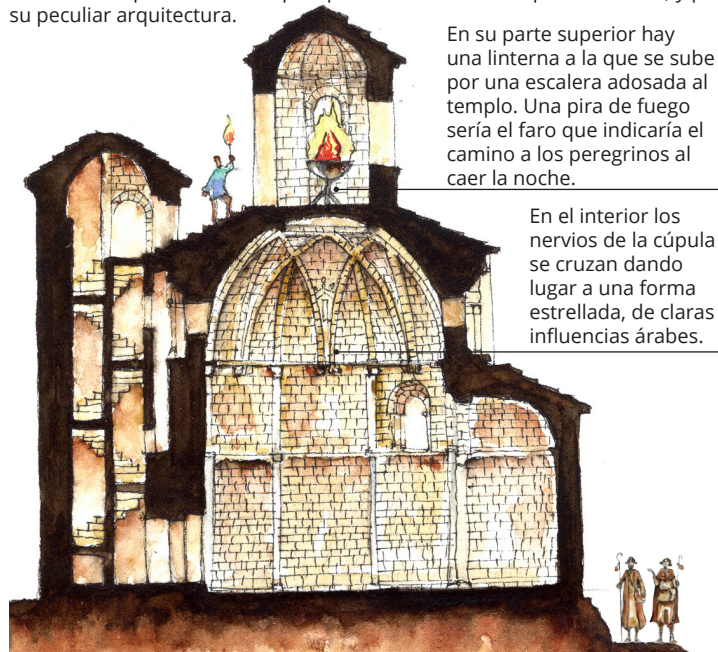 su peculiar arquitectura.
En su parte superior hay
una linterna a la que se sube
por una escalera adosada al
templo. Una pira de fuego
sería el faro que indicaría el
camino a los peregrinos al
caer la noche.
En el interior los
nervios de la cúpula
se cruzan dando
lugar a una forma
estrellada, de claras
influencias árabes.